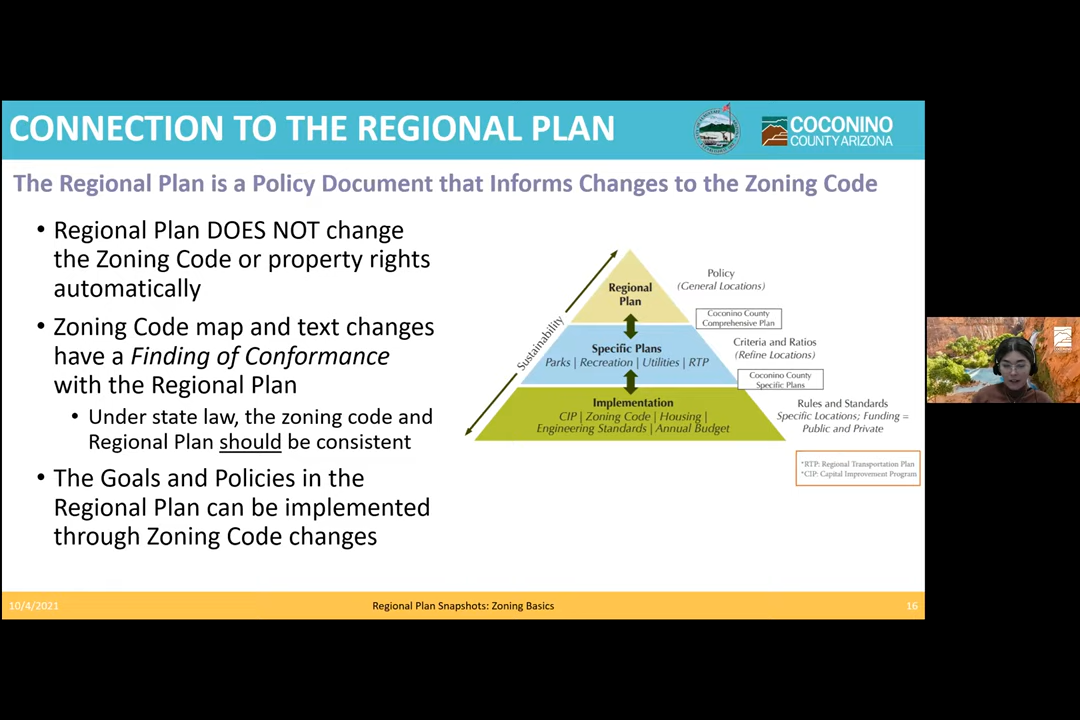 CONNECTION TO THE REGIONAL PLAN
COCONINO
COUNTY ARIZONA
The Regional Plan is a Policy Document that Informs Changes to the Zoning Code
• Regional Plan DOES NOT change
the Zoning Code or property rights
automatically
• Zoning Code map and text changes
have a Finding of Conformance
with the Regional Plan
• Under state law, the zoning code and
Regional Plan should be consistent
• The Goals and Policies in the
Regional Plan can be implemented
through Zoning Code changes
Sustainability
Regional
Plan
Policy
(General Locations)
Coconino County
Comprehensive Plan
Specific Plans
Parks | Recreation | Utilities | RTP
Criteria and Ratios
(Refine Locations)
Coconino County
Specific Plans
Implementation
CIP | Zoning Code | Housing |
Engineering Standards | Annual Budget
Rules and Standards
Specific Locations; Funding =
Public and Private
*RTP: Regional Transportation Plan
*CIP: Capital Improvement Program
10/4/2021
Regional Plan Snapshots: Zoning Basics
16